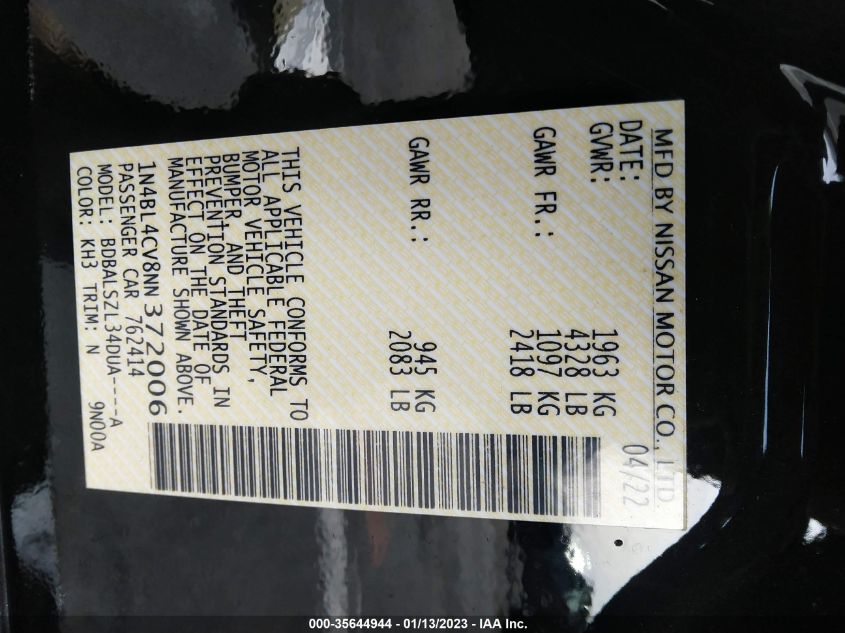 MFD BY NISSAN MOTOR CO., LTD
DATE: 04/22
GVWR: 1963 KG
4328 LB
GAWR FR.: 1097 KG
2418 LB
GAWR RR.: 945 KG
2083 LB
THIS VEHICLE CONFORMS TO
ALL APPLICABLE FEDERAL
MOTOR VEHICLE SAFETY,
BUMPER, AND THEFT
PREVENTION STANDARDS IN
EFFECT ON THE DATE OF
MANUFACTURE SHOWN ABOVE.
1N4BL4CV8NN372006
PASSENGER CAR 762414
MODEL: BDBALSZL34DUA----A
COLOR: KH3 TRIM: N 9N00A
000-35644944 - 01/13/2023 - IAA Inc.